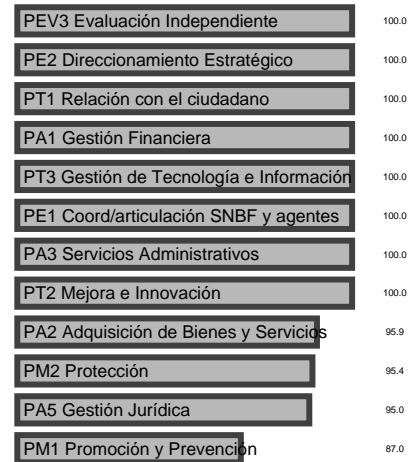 PEV3 Evaluación Independiente 100.0
PE2 Direccionamiento Estratégico 100.0
PT1 Relación con el ciudadano 100.0
PA1 Gestión Financiera 100.0
PT3 Gestión de Tecnología e Información 100.0
PE1 Coord/articulación SNBF y agentes 100.0
PA3 Servicios Administrativos 100.0
PT2 Mejora e Innovación 100.0
PA2 Adquisición de Bienes y Servicios 95.9
PM2 Protección 95.4
PA5 Gestión Jurídica 95.0
PM1 Promoción y Prevención 87.0